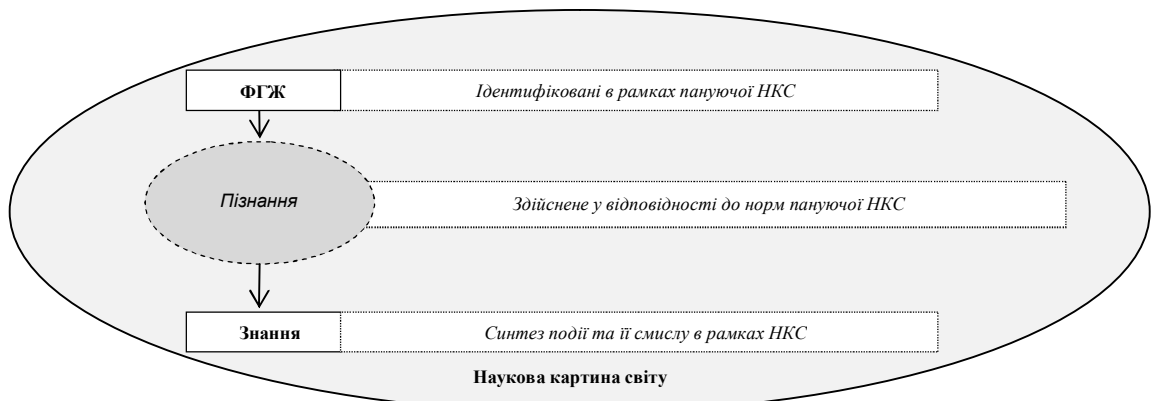 ФГЖ
Ідентифіковані в рамках пануючої НКС
Пізнання
Здійснене у відповідності до норм пануючої НКС
Знання
Синтез події та її смислу в рамках НКС
Наукова картина світу